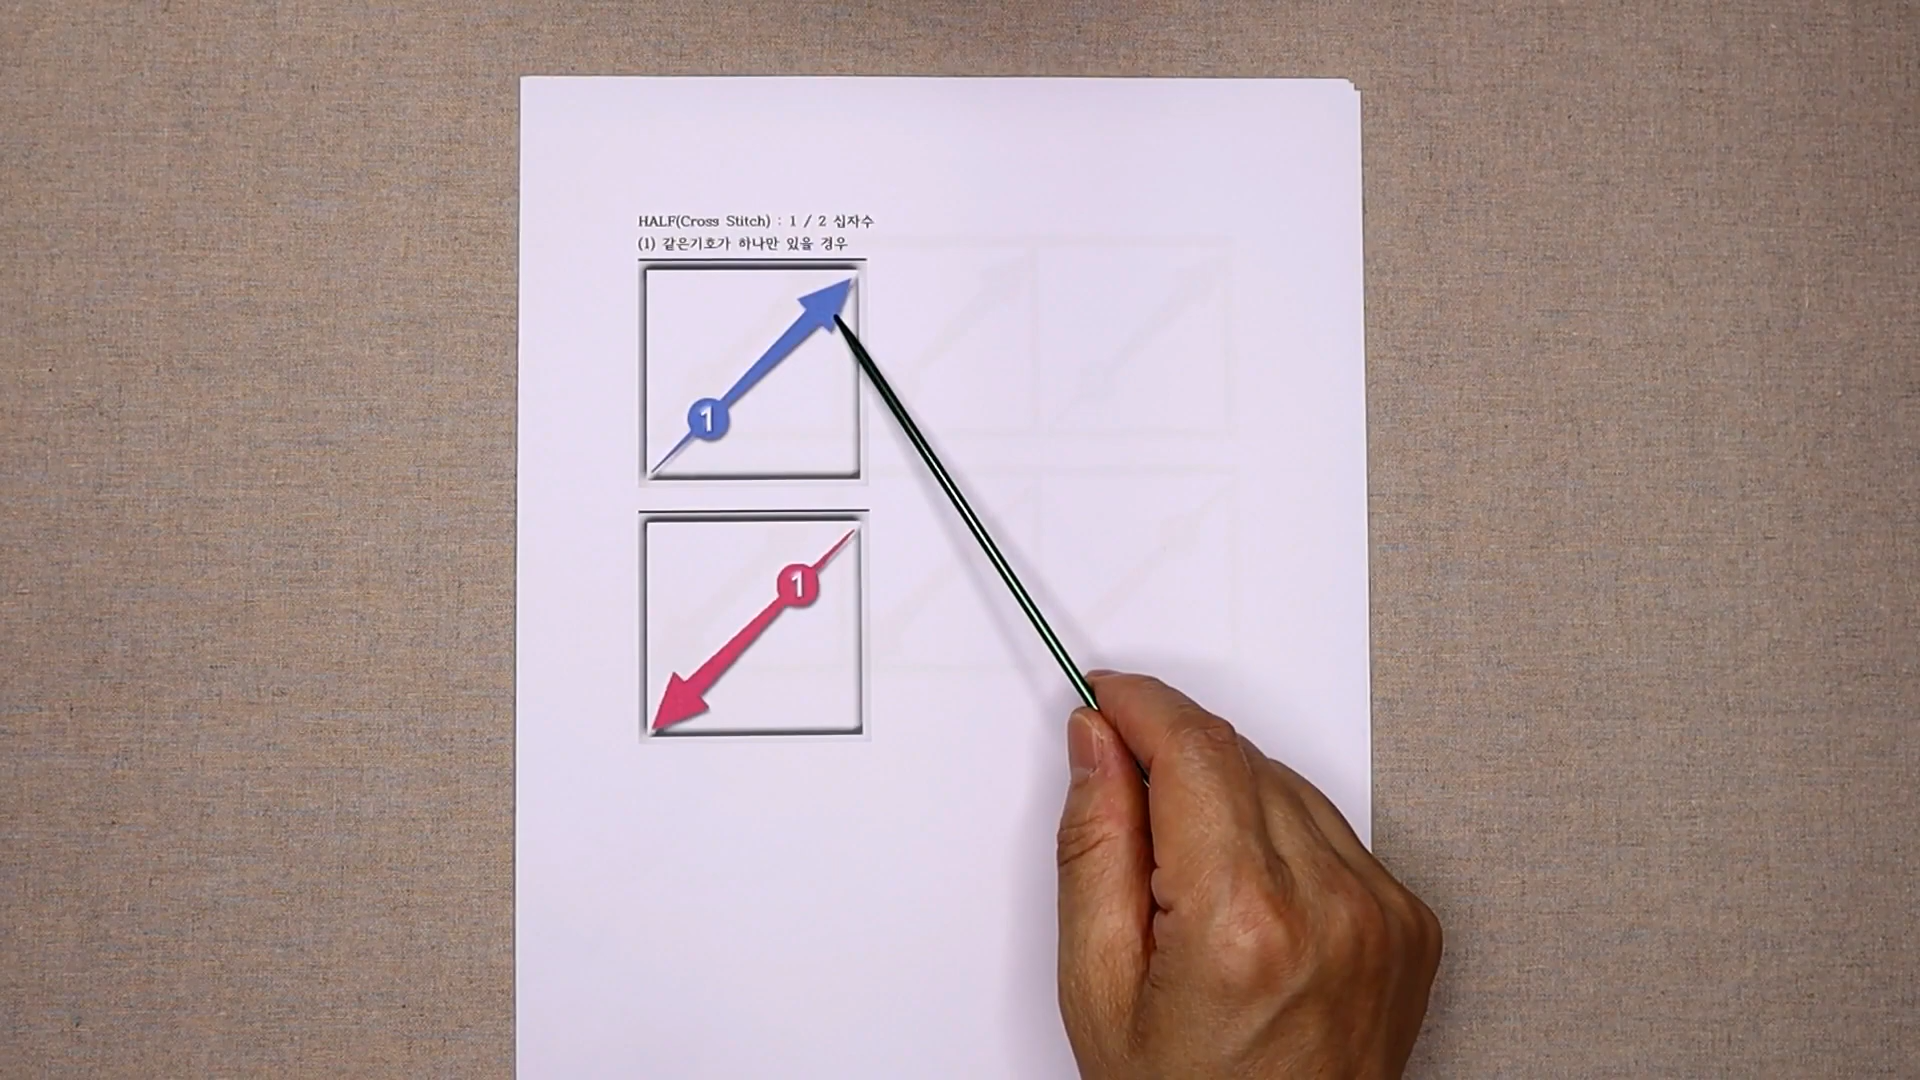 HALF(Cross Stitch) : 1 / 2 십자수
(1) 같은기호가 하나만 있을 경우
1
1